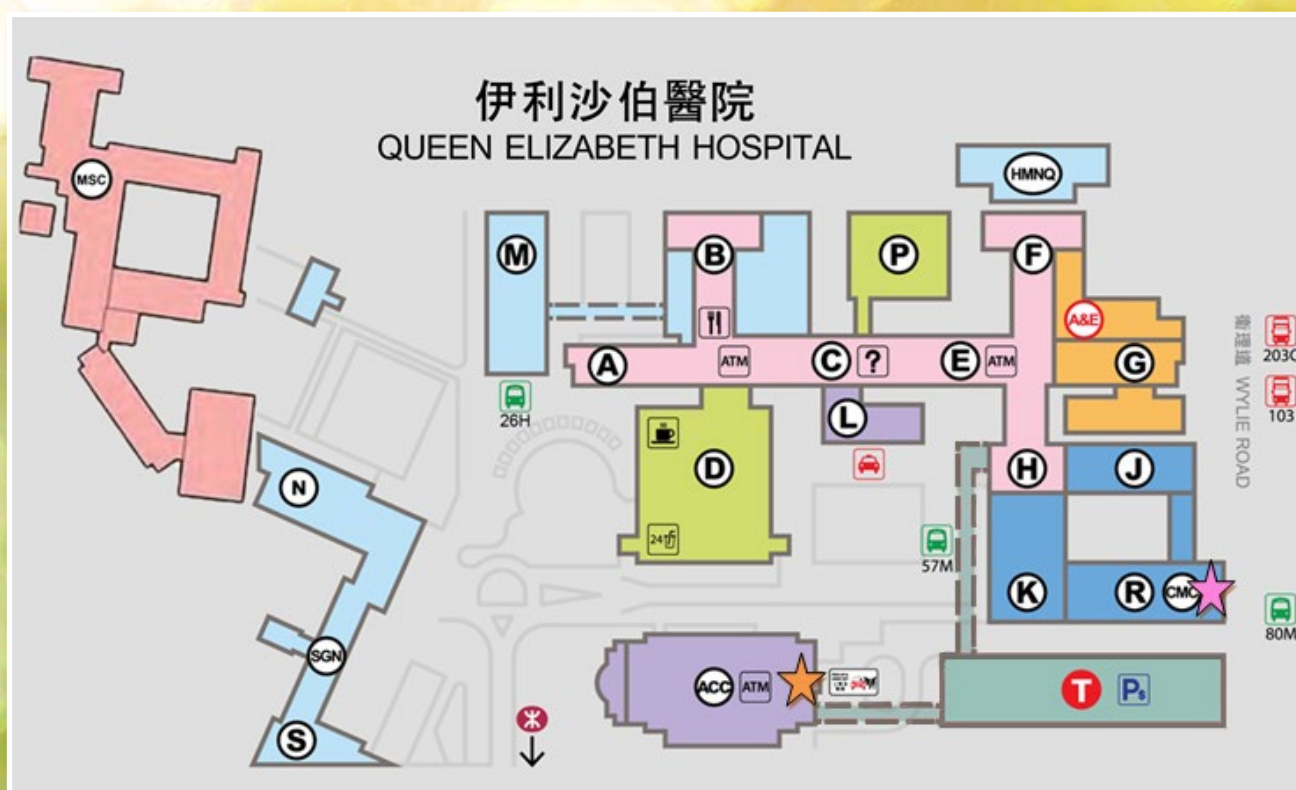 伊利沙伯醫院
QUEEN ELIZABETH HOSPITAL
MSC
HMNQ
M
B
P
F
A&E
A
ATM
C
?
E
ATM
G
26H
L
衛理道 WYLIE ROAD
203C
103
D
H
J
N
24
57M
K
R
CMC
80M
SGN
ACC
ATM
T
P$
S